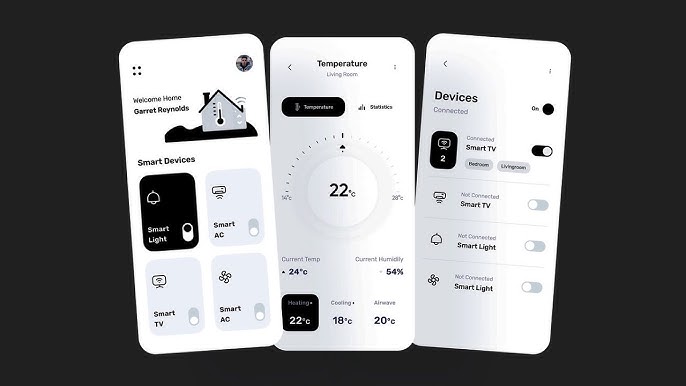 Welcome Home
Garret Reynolds
Smart Devices
Smart
Light
Smart
AC
Smart
TV
Smart
AC
Temperature
Living Room
Temperature
Statistics
22°c
14°c
28°c
Current Temp
24°c
Current Humidity
54%
Heating
22°c
Cooling
18°c
Airwave
20°c
Devices
Connected
On
2
Connected
Smart TV
Bedroom
Livingroom
Not Connected
Smart TV
Not Connected
Smart Light
Not Connected
Smart Light